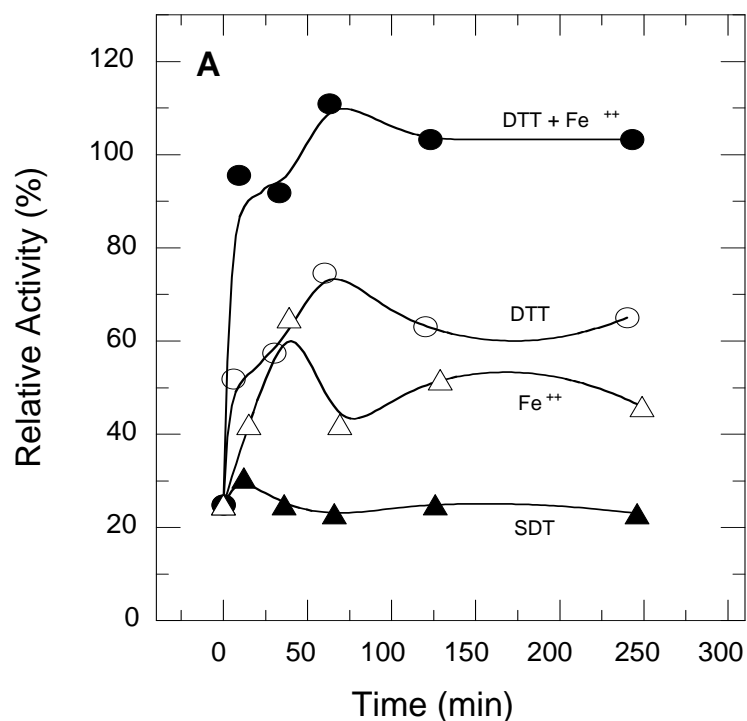 A
120
100
80
60
40
20
0
Relative Activity (%)
DTT + Fe ++
DTT
Fe ++
SDT
0 50 100 150 200 250 300
Time (min)